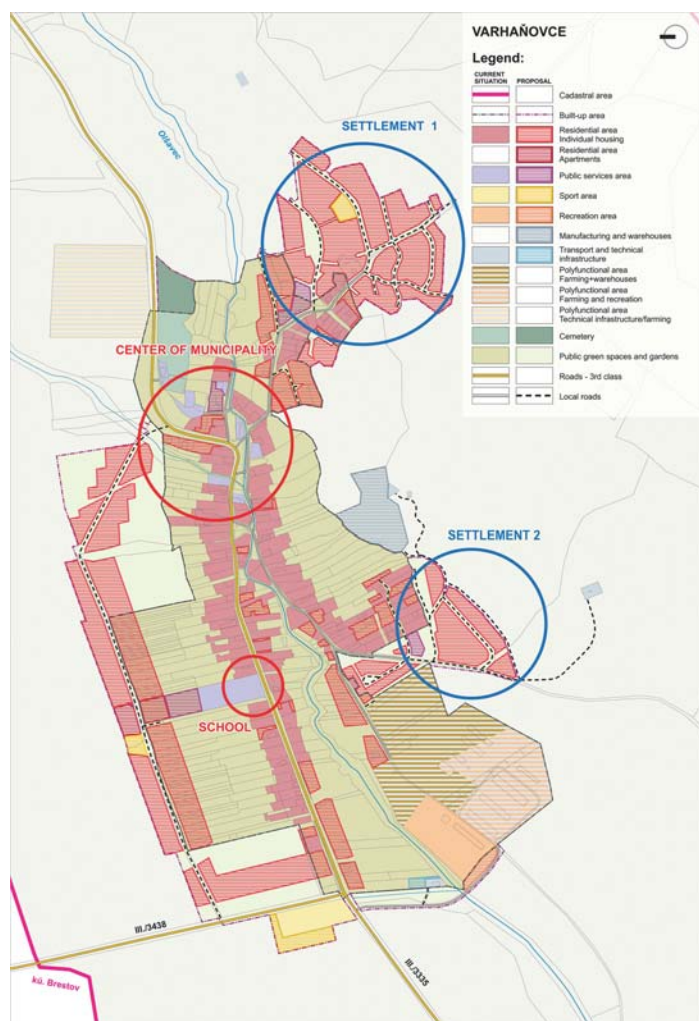 VARHAŇOVCE
Legend:
CURRENT SITUATION
PROPOSAL
Cadastral area
Built-up area
Residential area
Individual housing
Residential area
Apartments
Public services area
Sport area
Recreation area
Manufacturing and warehouses
Transport and technical
infrastructure
Polyfunctional area
Farming+warehouses
Polyfunctional area
Farming and recreation
Polyfunctional area
Technical infrastructure/farming
Cemetery
Public green spaces and gardens
Roads - 3rd class
Local roads
Olšavec
SETTLEMENT 1
CENTER OF MUNICIPALITY
SETTLEMENT 2
SCHOOL
III./3438
III./3335
kú. Brestov